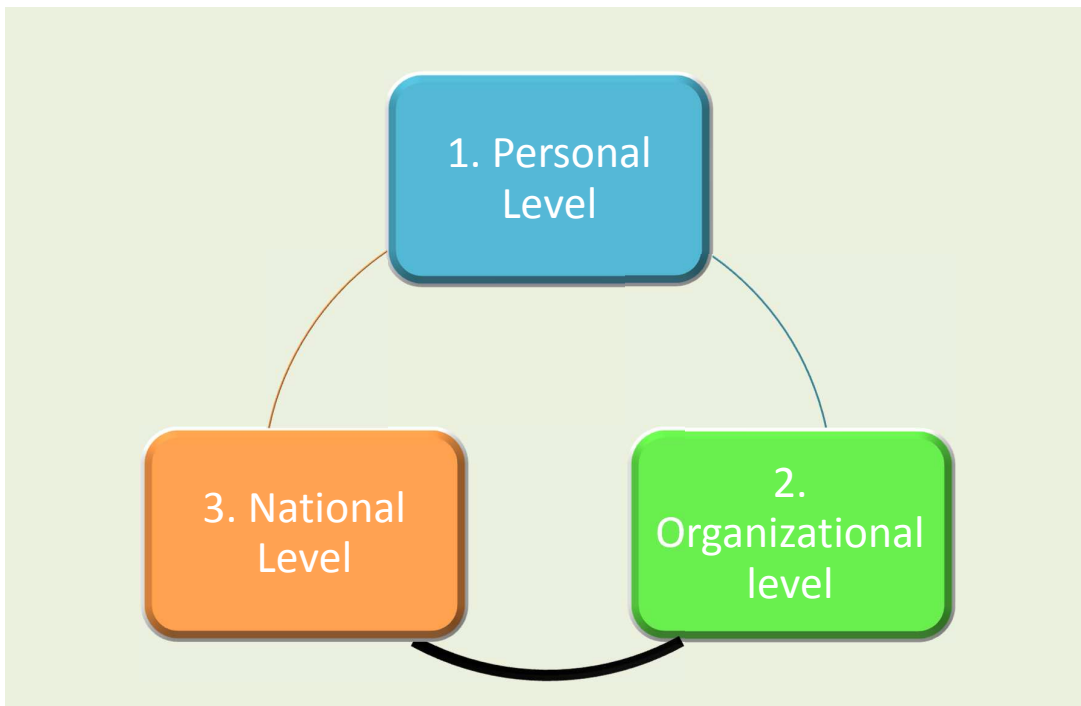 1. Personal
Level
3. National
Level
2.
Organizational
level